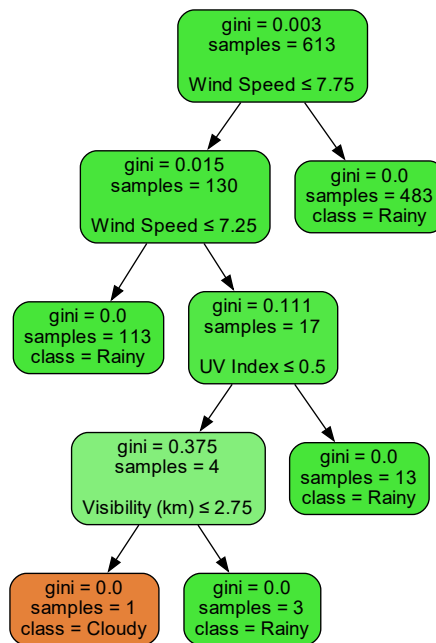 gini = 0.003
samples = 613
Wind Speed ≤ 7.75
gini = 0.015
samples = 130
Wind Speed ≤ 7.25
gini = 0.0
samples = 483
class = Rainy
gini = 0.0
samples = 113
class = Rainy
gini = 0.111
samples = 17
UV Index ≤ 0.5
gini = 0.375
samples = 4
Visibility (km) ≤ 2.75
gini = 0.0
samples = 13
class = Rainy
gini = 0.0
samples = 1
class = Cloudy
gini = 0.0
samples = 3
class = Rainy